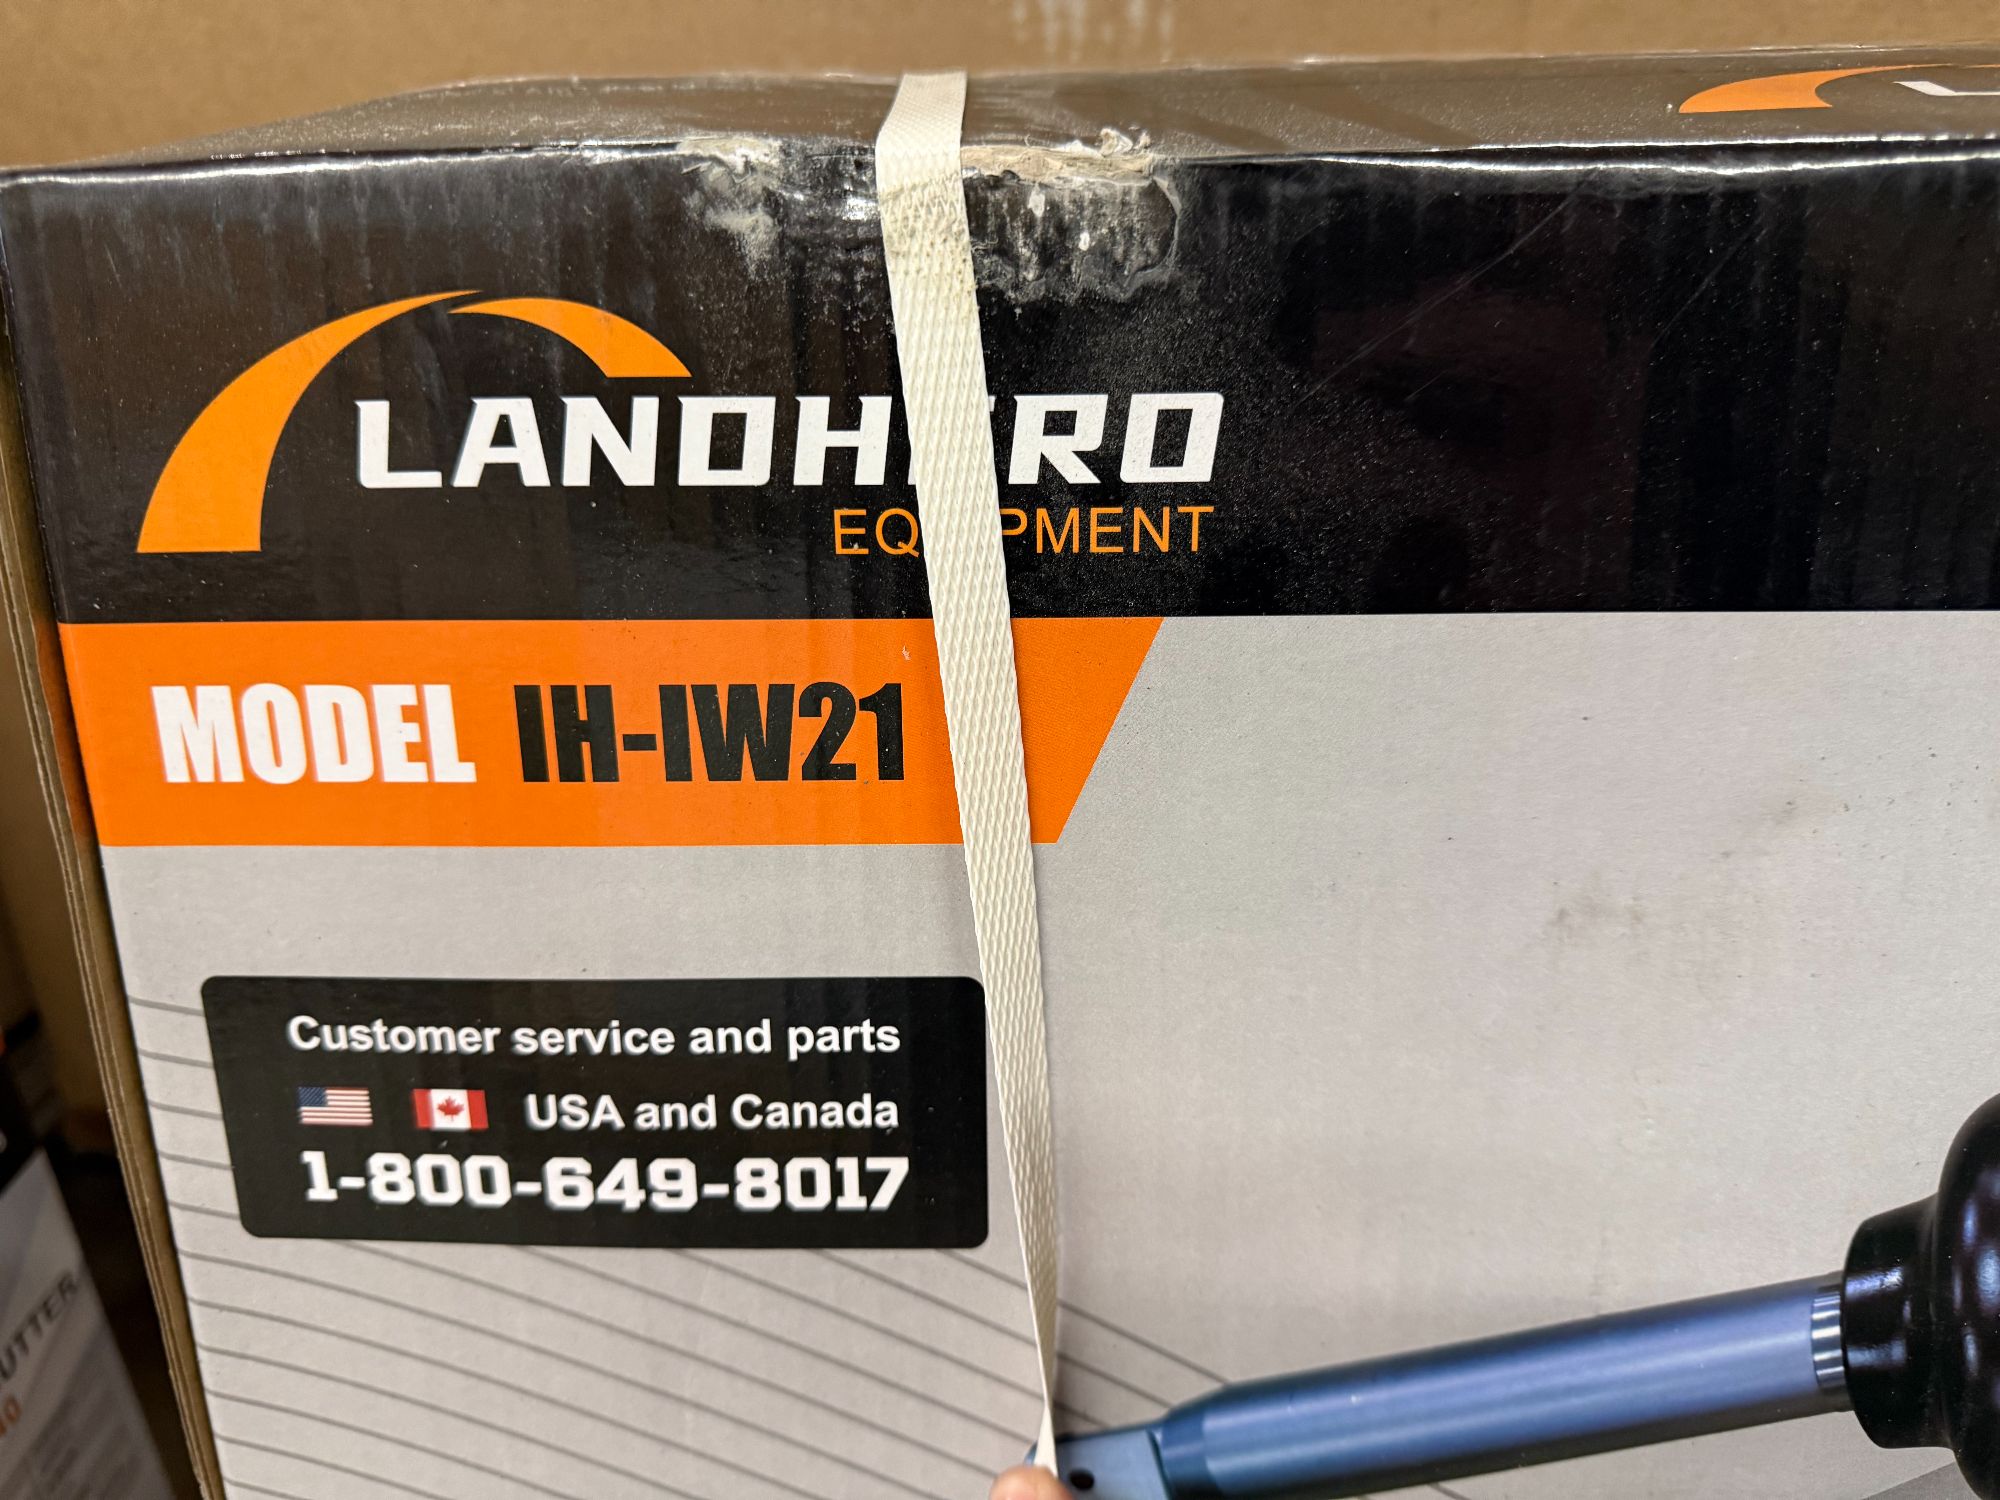 LANDHERO
EQUIPMENT
MODEL IH-IW21
Customer service and parts
USA and Canada
1-800-649-8017